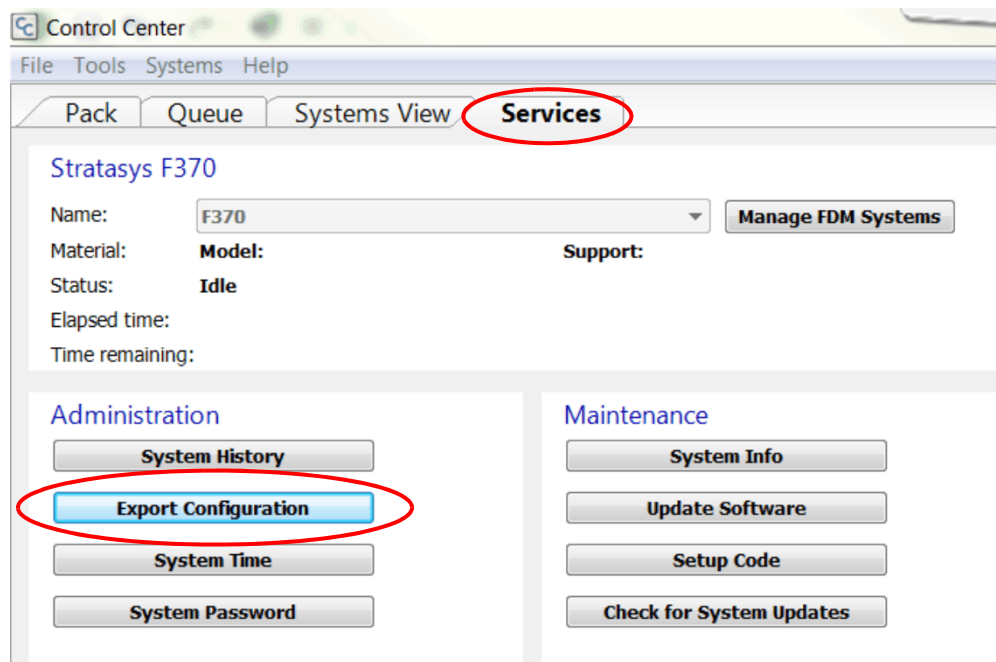 CC Control Center
File Tools Systems Help
Pack Queue Systems View Services
Stratasys F370
Name: F370 Manage FDM Systems
Material: Model: Support:
Status: Idle
Elapsed time:
Time remaining:
Administration Maintenance
System History System Info
Export Configuration Update Software
System Time Setup Code
System Password Check for System Updates